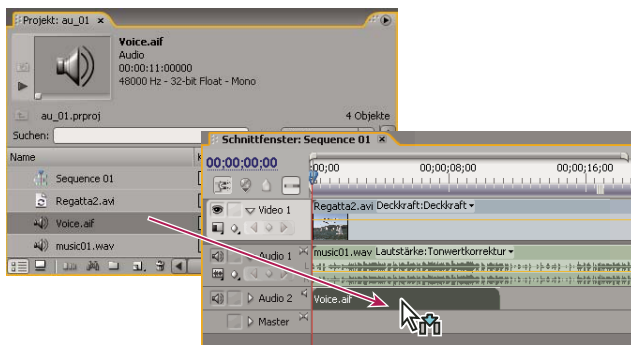 Projekt: au_01 ×
Voice.aif
Audio
00:00:11:00000
48000 Hz - 32-bit Float - Mono
au_01.prproj
4 Objekte
Suchen:
Name
Sequence 01
Regatta2.avi
Voice.aif
music01.wav
Schnittfenster: Sequence 01 ×
00;00;00;00
;00;00
00;00;08;00
00;00;16;00
Video 1
Regatta2.avi Deckkraft:Deckkraft
Audio 1
music01.wav Lautstärke:Tonwertkorrektur
Audio 2
Voice.aif
Master